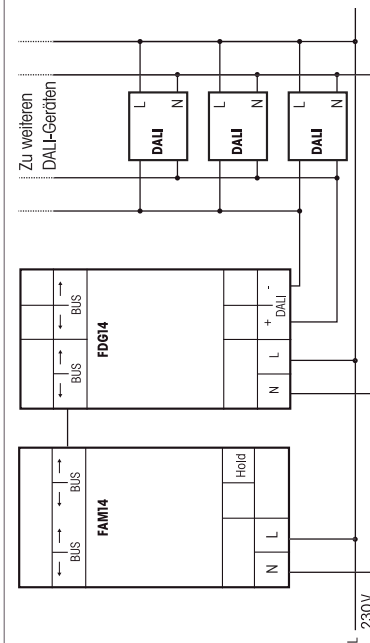 Zu weiteren
DALI-Geräten
← → ← →
BUS BUS
FAM14
Hold
N L
← → ← →
BUS BUS
FDG14
N L + -
DALI
L
N
DALI
L
N
DALI
L
N
DALI
L
230V